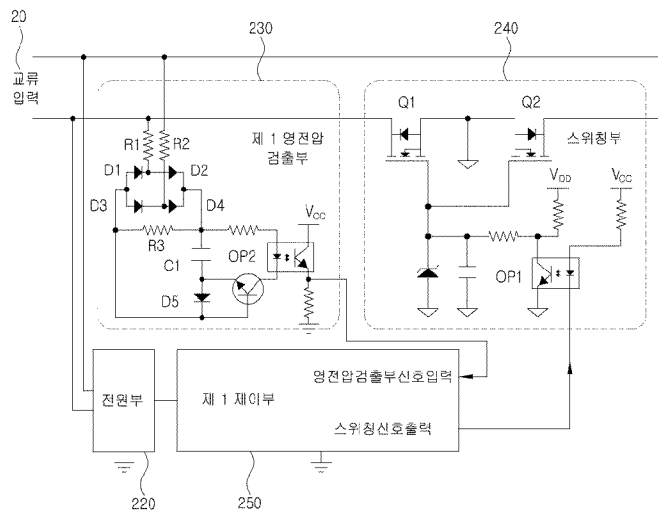 20
230
240
교류
입력
Q1
Q2
R1
R2
제 1 영전압
검출부
스위칭부
D1
D2
D3
D4
VCC
VDD
VCC
R3
C1
OP2
OP1
D5
영전압검출부신호입력
전원부
제 1 제어부
스위칭신호출력
220
250